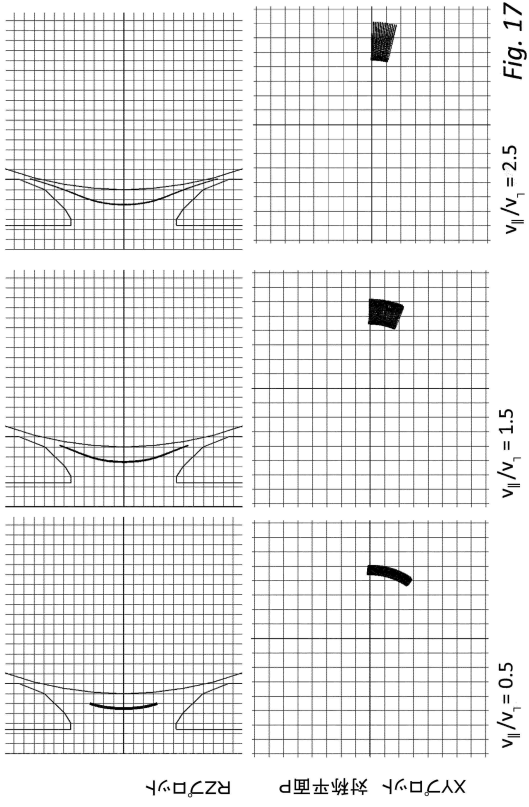 RZプロット
XYプロット 対称平面P
v∥/v∟ = 0.5
v∥/v∟ = 1.5
v∥/v∟ = 2.5
Fig. 17